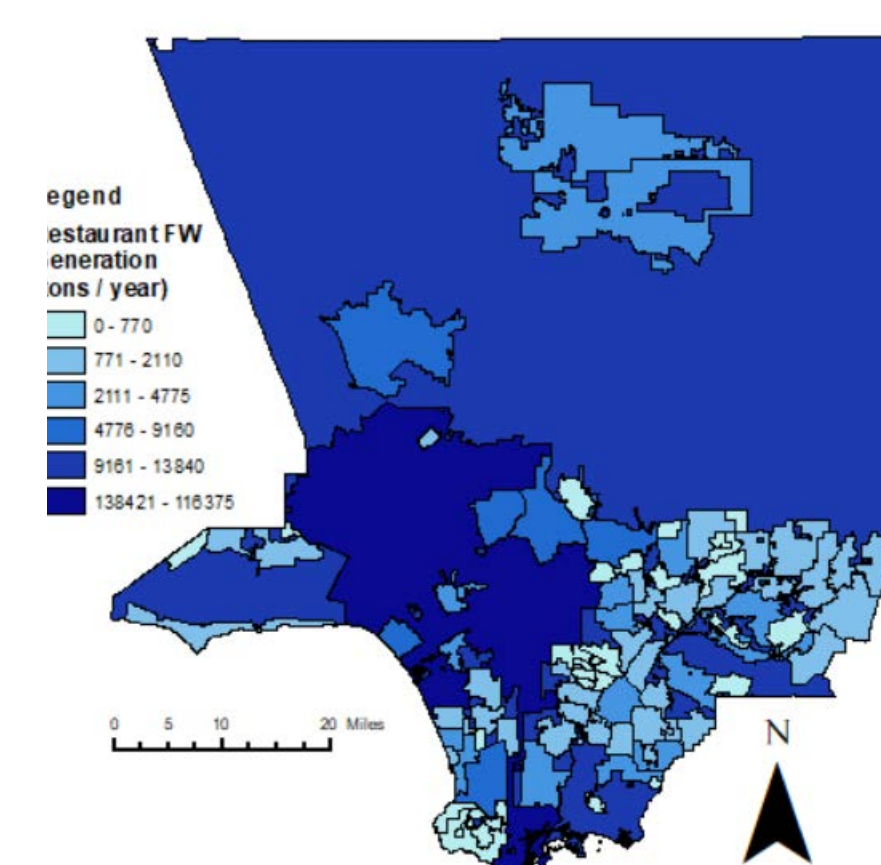 egend
estaurant FW
eneration
ons / year)
0 - 770
771 - 2110
2111 - 4775
4776 - 9160
9161 - 13840
138421 - 116375
0 5 10 20 Miles
N